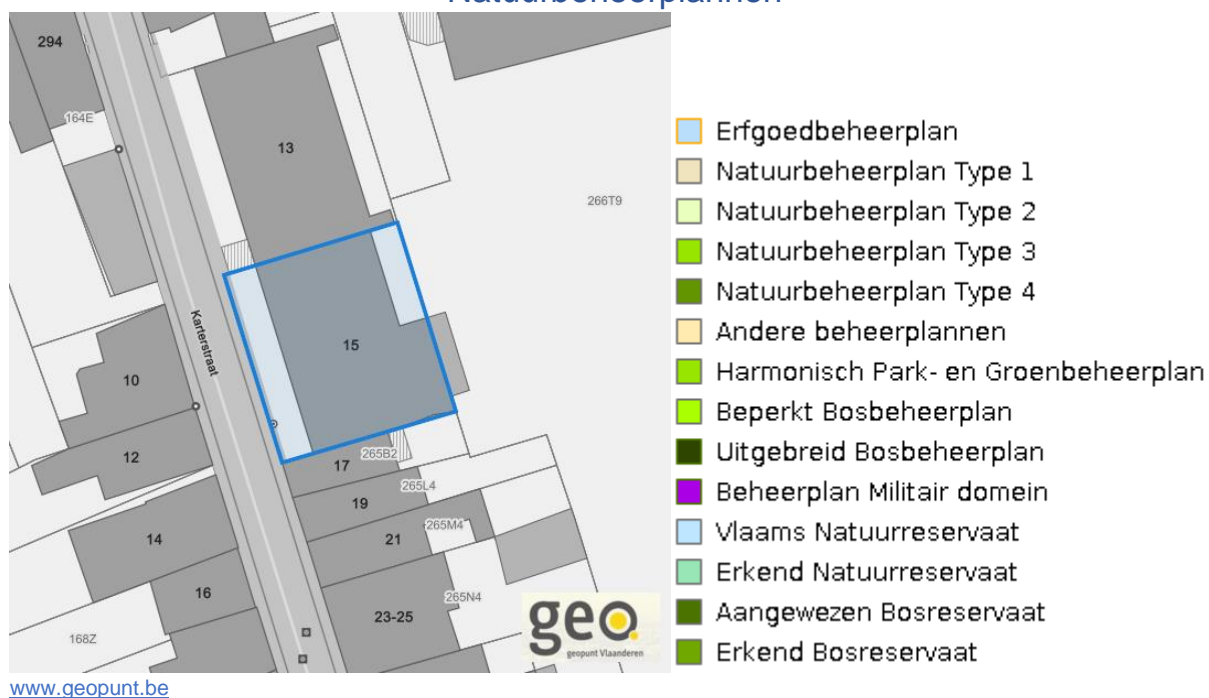 Natuurbeheerplannen
294
164E
13
266T9
Karterstraat
15
10
12
17
265B2
265L4
19
265M4
21
14
16
265N4
23-25
168Z
geo.
geopunt Vlaanderen
Erfgoedbeheerplan
Natuurbeheerplan Type 1
Natuurbeheerplan Type 2
Natuurbeheerplan Type 3
Natuurbeheerplan Type 4
Andere beheerplannen
Harmonisch Park- en Groenbeheerplan
Beperkt Bosbeheerplan
Uitgebreid Bosbeheerplan
Beheerplan Militair domein
Vlaams Natuurreservaat
Erkend Natuurreservaat
Aangewezen Bosreservaat
Erkend Bosreservaat
www.geopunt.be